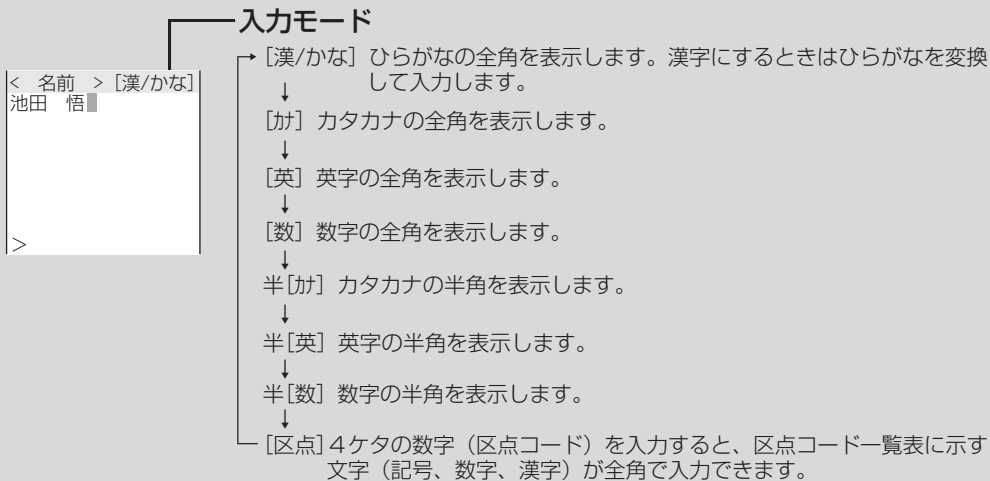 入力モード
[漢/かな] ひらがなの全角を表示します。漢字にするときはひらがなを変換
して入力します。
< 名前 > [漢/かな]
池田 悟
>
↓
[ｶﾅ] カタカナの全角を表示します。
↓
[英] 英字の全角を表示します。
↓
[数] 数字の全角を表示します。
↓
半[ｶﾅ] カタカナの半角を表示します。
↓
半[英] 英字の半角を表示します。
↓
半[数] 数字の半角を表示します。
↓
[区点] 4ケタの数字（区点コード）を入力すると、区点コード一覧表に示す
文字（記号、数字、漢字）が全角で入力できます。